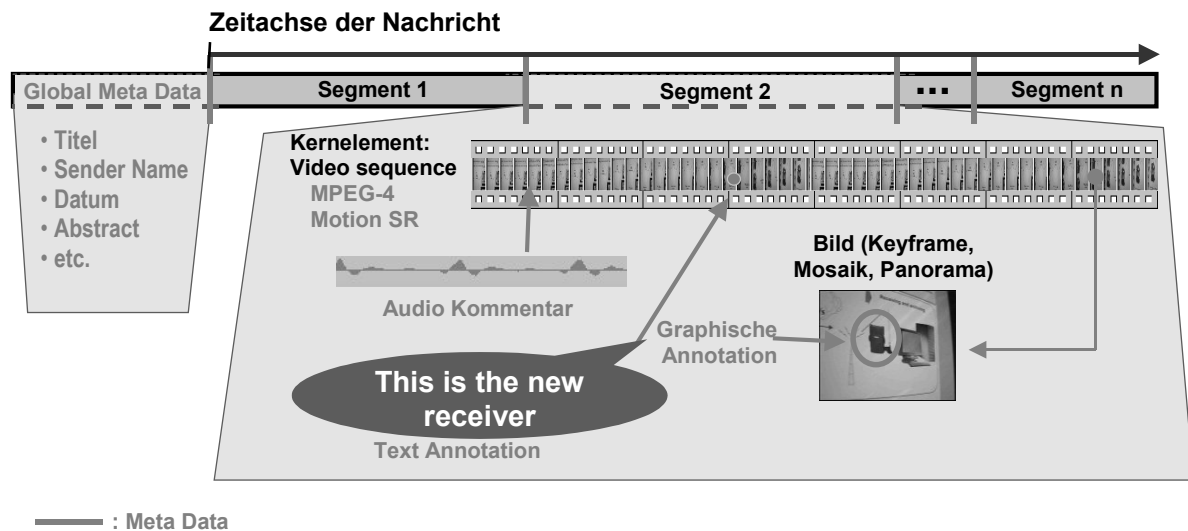 Zeitachse der Nachricht
Global Meta Data
Segment 1
Segment 2
...
Segment n
• Titel
• Sender Name
• Datum
• Abstract
• etc.
Kernelement:
Video sequence
MPEG-4
Motion SR
Audio Kommentar
Bild (Keyframe,
Mosaik, Panorama)
Graphische
Annotation
This is the new
receiver
Text Annotation
: Meta Data